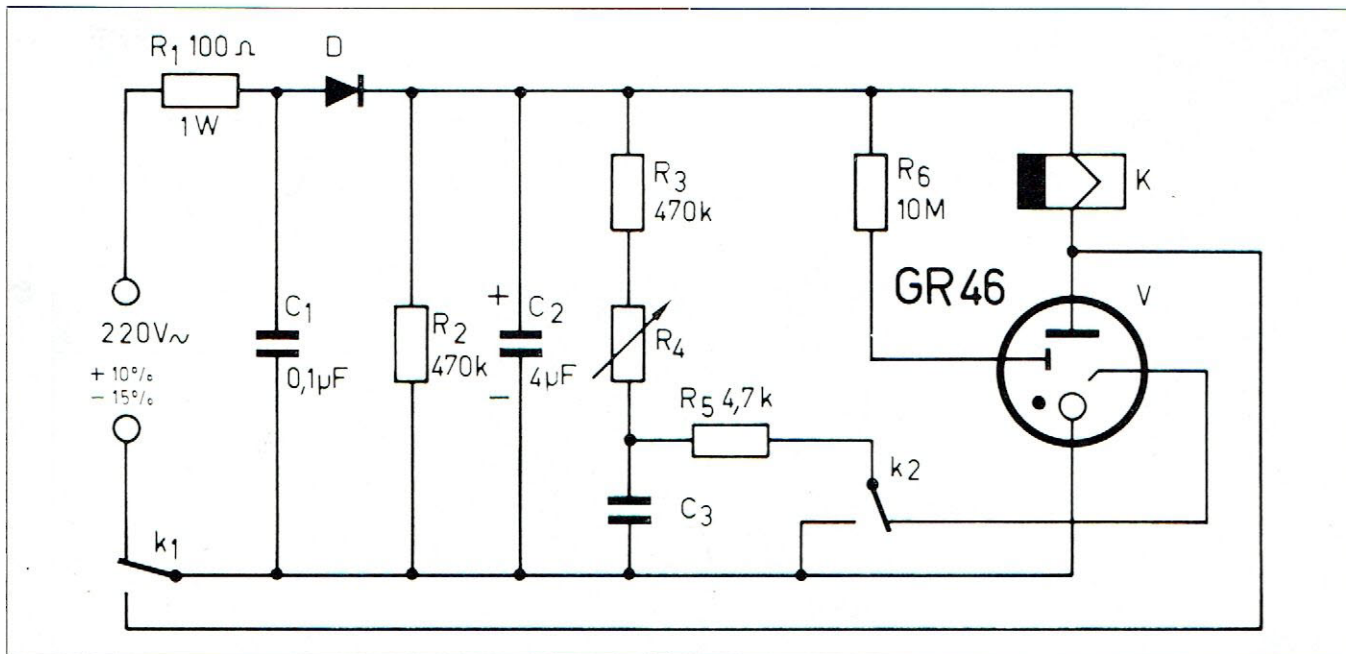 R1 100 Ω
1W
D
220V~
+10%
-15%
C1
0,1µF
R2
470k
+
C2
4µF
-
R3
470k
R4
R5 4,7k
C3
k1
k2
R6
10M
K
GR46
V